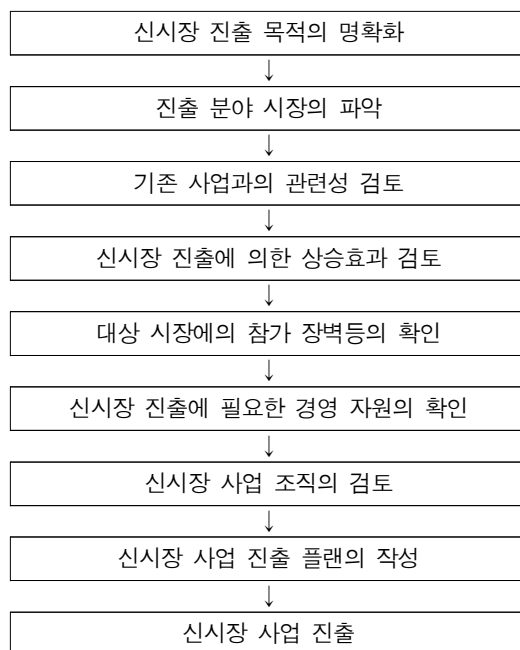 신시장 진출 목적의 명확화
↓
진출 분야 시장의 파악
↓
기존 사업과의 관련성 검토
↓
신시장 진출에 의한 상승효과 검토
↓
대상 시장에의 참가 장벽등의 확인
↓
신시장 진출에 필요한 경영 자원의 확인
↓
신시장 사업 조직의 검토
↓
신시장 사업 진출 플랜의 작성
↓
신시장 사업 진출